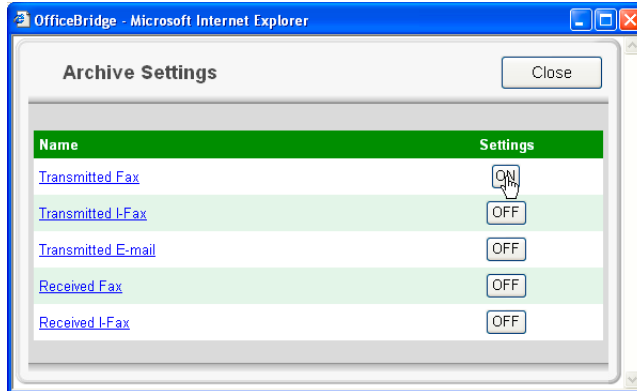 OfficeBridge - Microsoft Internet Explorer
Archive Settings Close
Name Settings
Transmitted Fax ON
Transmitted I-Fax OFF
Transmitted E-mail OFF
Received Fax OFF
Received I-Fax OFF